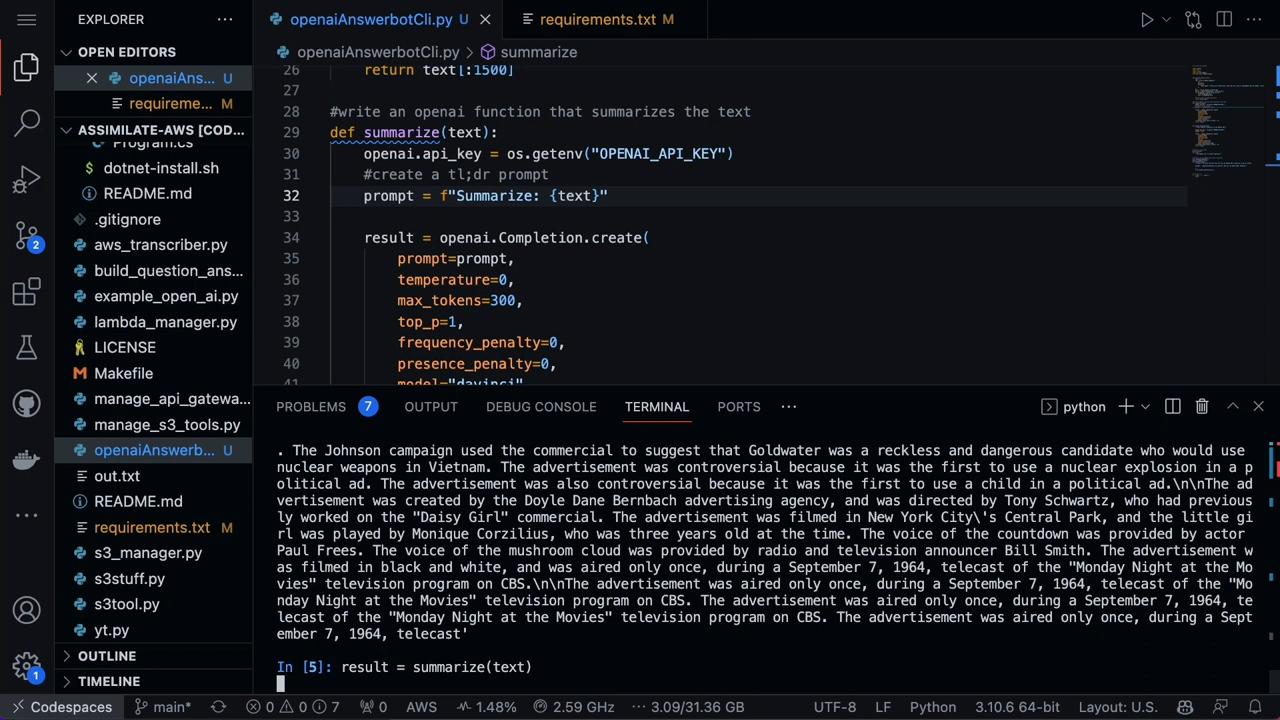 EXPLORER
OPEN EDITORS
openaiAns... U
requireme... M
ASSIMILATE-AWS [COD...
Program.cs
dotnet-install.sh
README.md
.gitignore
aws_transcriber.py
build_question_ans...
example_open_ai.py
lambda_manager.py
LICENSE
Makefile
manage_api_gatewa...
manage_s3_tools.py
openaiAnswerb... U
out.txt
README.md
requirements.txt M
s3_manager.py
s3stuff.py
s3tool.py
yt.py
OUTLINE
TIMELINE
2
1
openaiAnswerbotCli.py U
requirements.txt M
openaiAnswerbotCli.py > summarize
26 return text[:1500]
27
28 #write an openai function that summarizes the text
29 def summarize(text):
30 openai.api_key = os.getenv("OPENAI_API_KEY")
31 #create a tl;dr prompt
32 prompt = f"Summarize: {text}"
33
34 result = openai.Completion.create(
35 prompt=prompt,
36 temperature=0,
37 max_tokens=300,
38 top_p=1,
39 frequency_penalty=0,
40 presence_penalty=0,
41 model="davinci"
PROBLEMS 7 OUTPUT DEBUG CONSOLE TERMINAL PORTS ... python
. The Johnson campaign used the commercial to suggest that Goldwater was a reckless and dangerous candidate who would use
nuclear weapons in Vietnam. The advertisement was controversial because it was the first to use a nuclear explosion in a p
olitical ad. The advertisement was also controversial because it was the first to use a child in a political ad.\n\nThe ad
vertisement was created by the Doyle Dane Bernbach advertising agency, and was directed by Tony Schwartz, who had previous
ly worked on the "Daisy Girl" commercial. The advertisement was filmed in New York City\'s Central Park, and the little gi
rl was played by Monique Corzilius, who was three years old at the time. The voice of the countdown was provided by actor
Paul Frees. The voice of the mushroom cloud was provided by radio and television announcer Bill Smith. The advertisement w
as filmed in black and white, and was aired only once, during a September 7, 1964, telecast of the "Monday Night at the Mo
vies" television program on CBS.\n\nThe advertisement was aired only once, during a September 7, 1964, telecast of the "Mo
nday Night at the Movies" television program on CBS. The advertisement was aired only once, during a September 7, 1964, te
lecast of the "Monday Night at the Movies" television program on CBS. The advertisement was aired only once, during a Sept
ember 7, 1964, telecast'
In [5]: result = summarize(text)
Codespaces main* 0 0 7 0 AWS 1.48% 2.59 GHz 3.09/31.36 GB UTF-8 LF Python 3.10.6 64-bit Layout: U.S.